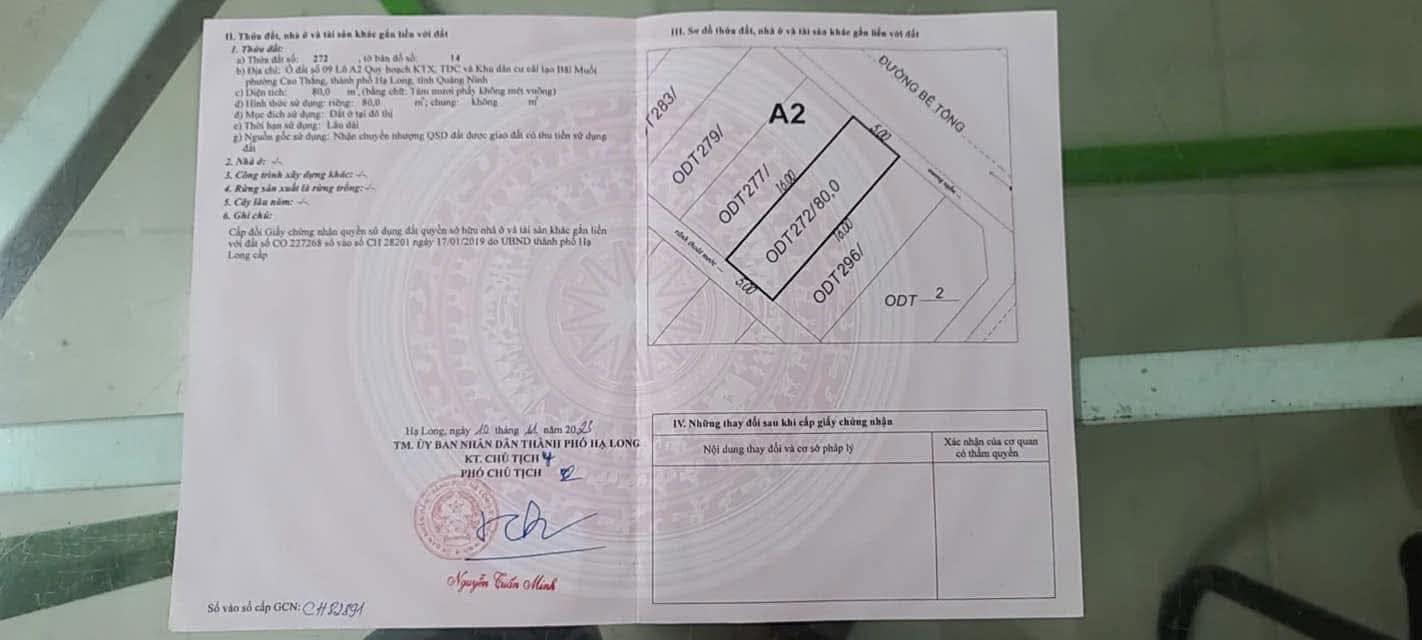 II. Thửa đất, nhà ở và tài sản khác gắn liền với đất
1. Thửa đất:
a) Thửa đất số: 272 , tờ bản đồ số: 14
b) Địa chỉ: Ô đất số 09 Lô A2 Quy hoạch KTX, TDC và Khu dân cư cải tạo Bãi Muối
phường Cao Thắng, thành phố Hạ Long, tỉnh Quảng Ninh
c) Diện tích: 80,0 m², (bằng chữ: Tám mươi phẩy không mét vuông)
d) Hình thức sử dụng: riêng: 80,0 m²; chung: không m²
đ) Mục đích sử dụng: Đất ở tại đô thị
e) Thời hạn sử dụng: Lâu dài
g) Nguồn gốc sử dụng: Nhận chuyển nhượng QSD đất được giao đất có thu tiền sử dụng
đất
2. Nhà ở: -/-.
3. Công trình xây dựng khác: -/-.
4. Rừng sản xuất là rừng trồng: -/-.
5. Cây lâu năm: -/-.
6. Ghi chú:
Cấp đổi Giấy chứng nhận quyền sử dụng đất quyền sở hữu nhà ở và tài sản khác gắn liền
với đất số CO 227268 số vào sổ CH 28201 ngày 17/01/2019 do UBND thành phố Hạ
Long cấp
Hạ Long, ngày 10 tháng 11 năm 2023
TM. ỦY BAN NHÂN DÂN THÀNH PHỐ HẠ LONG
KT. CHỦ TỊCH
PHÓ CHỦ TỊCH
Nguyễn Tuấn Minh
Số vào sổ cấp GCN: CH82891
III. Sơ đồ thửa đất, nhà ở và tài sản khác gắn liền với đất
ĐƯỜNG BÊ TÔNG
A2
T283/
ODT279/
ODT277/
16,00
5,00
ODT272/80,0
16,00
ODT296/
5,00
rãnh thoát nước
ODT 2
IV. Những thay đổi sau khi cấp giấy chứng nhận
Nội dung thay đổi và cơ sở pháp lý
Xác nhận của cơ quan
có thẩm quyền